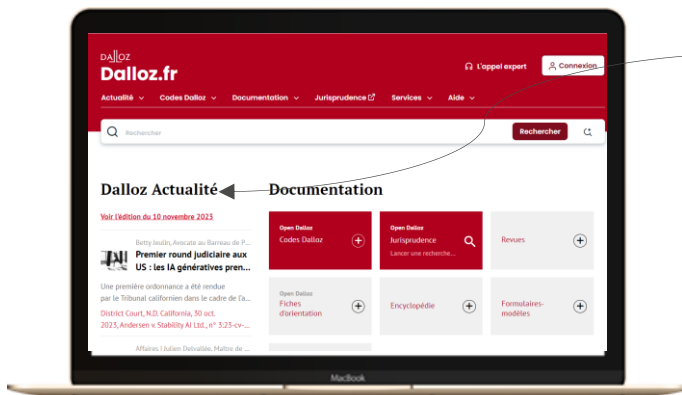 DALLOZ
Dalloz.fr
L'appel expert
Connexion
Actualité
Codes Dalloz
Documentation
Jurisprudence
Services
Aide
Rechercher
Rechercher
Dalloz Actualité
Documentation
Voir l'édition du 10 novembre 2023
Betty Jeulin, Avocate au Barreau de P...
Premier round judiciaire aux
US : les IA génératives pren...
Une première ordonnance a été rendue
par le Tribunal californien dans le cadre de l'a...
District Court, N.D. California, 30 oct.
2023, Andersen v. Stability AI Ltd., n° 3:23-cv-...
Affaires | Julien Delvallée, Maître de ...
Open Dalloz
Codes Dalloz
Open Dalloz
Jurisprudence
Lancer une recherche...
Revues
Open Dalloz
Fiches
d'orientation
Encyclopédie
Formulaires-
modèles
MacBook